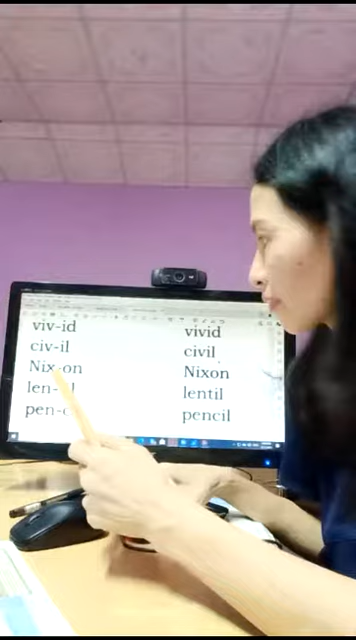 viv-id vivid
civ-il civil
Nix-on Nixon
lentil
pencil